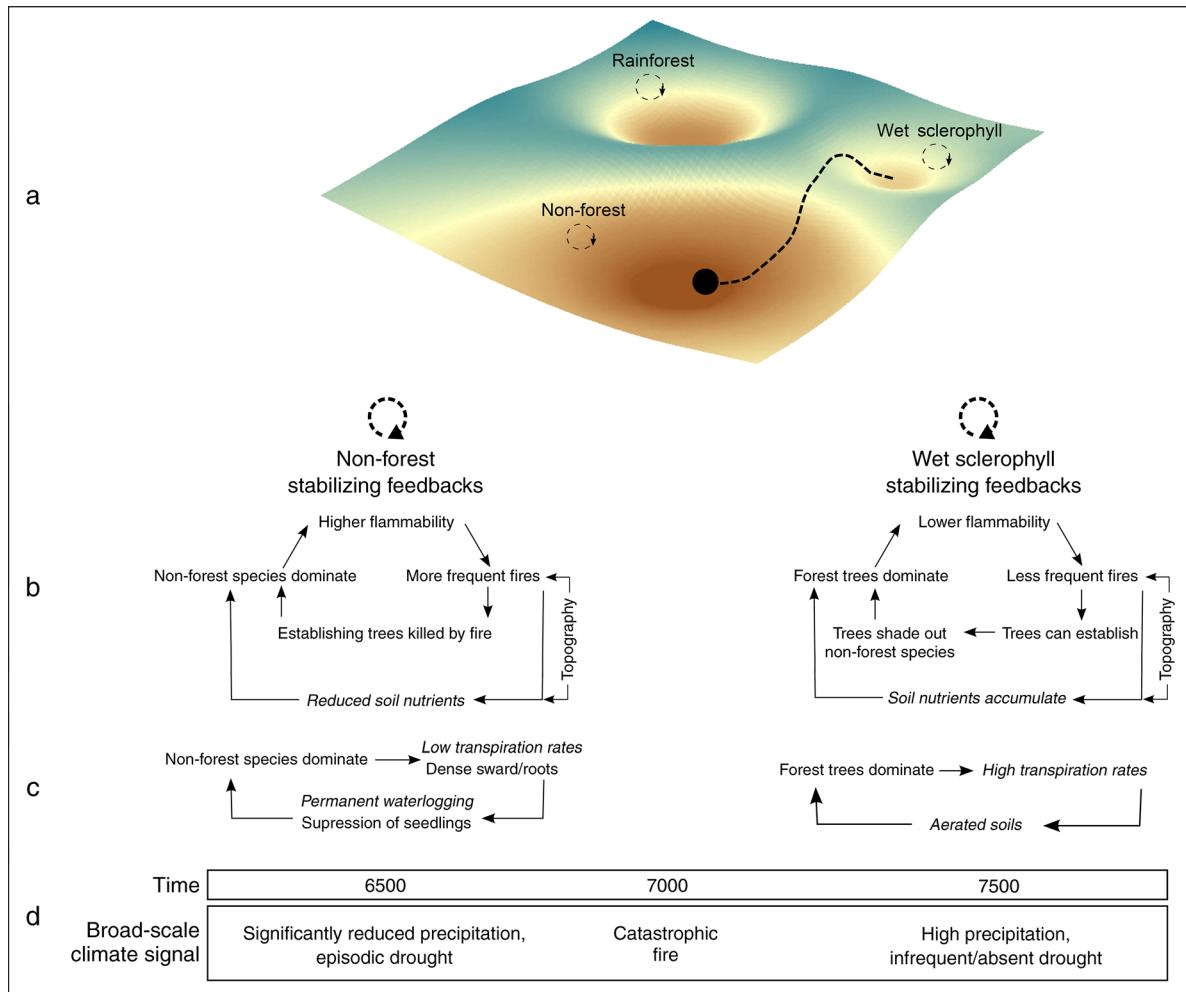 a
Rainforest
Wet sclerophyll
Non-forest
Non-forest
stabilizing feedbacks
Wet sclerophyll
stabilizing feedbacks
b
Higher flammability
Non-forest species dominate
More frequent fires
Establishing trees killed by fire
Topography
Reduced soil nutrients
Lower flammability
Forest trees dominate
Less frequent fires
Trees shade out
non-forest species
Trees can establish
Topography
Soil nutrients accumulate
c
Non-forest species dominate
Low transpiration rates
Dense sward/roots
Permanent waterlogging
Supression of seedlings
Forest trees dominate
High transpiration rates
Aerated soils
d
Time
6500
7000
7500
Broad-scale
climate signal
Significantly reduced precipitation,
episodic drought
Catastrophic
fire
High precipitation,
infrequent/absent drought